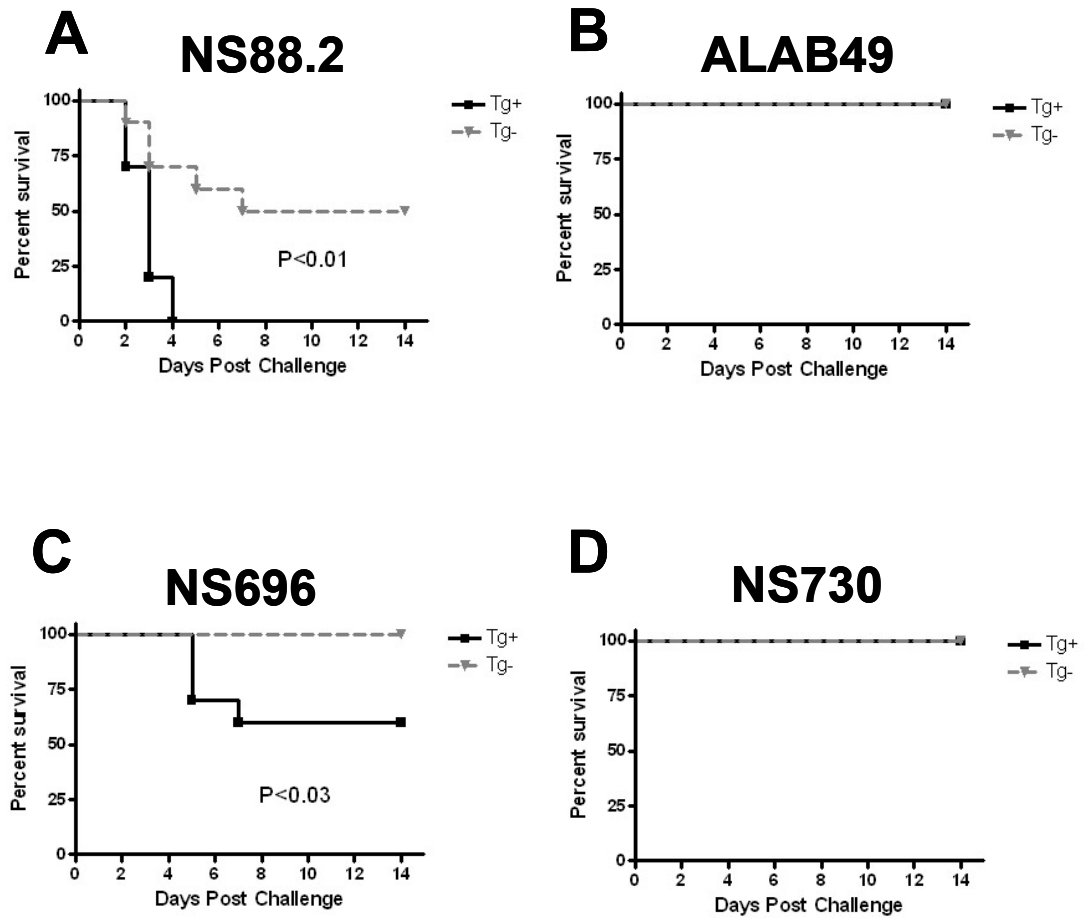 A
NS88.2
100
75
50
25
0
Percent survival
0 2 4 6 8 10 12 14
Days Post Challenge
Tg+
Tg-
P<0.01
B
ALAB49
100
75
50
25
0
Percent survival
0 2 4 6 8 10 12 14
Days Post Challenge
Tg+
Tg-
C
NS696
100
75
50
25
0
Percent survival
0 2 4 6 8 10 12 14
Days Post Challenge
Tg+
Tg-
P<0.03
D
NS730
100
75
50
25
0
Percent survival
0 2 4 6 8 10 12 14
Days Post Challenge
Tg+
Tg-